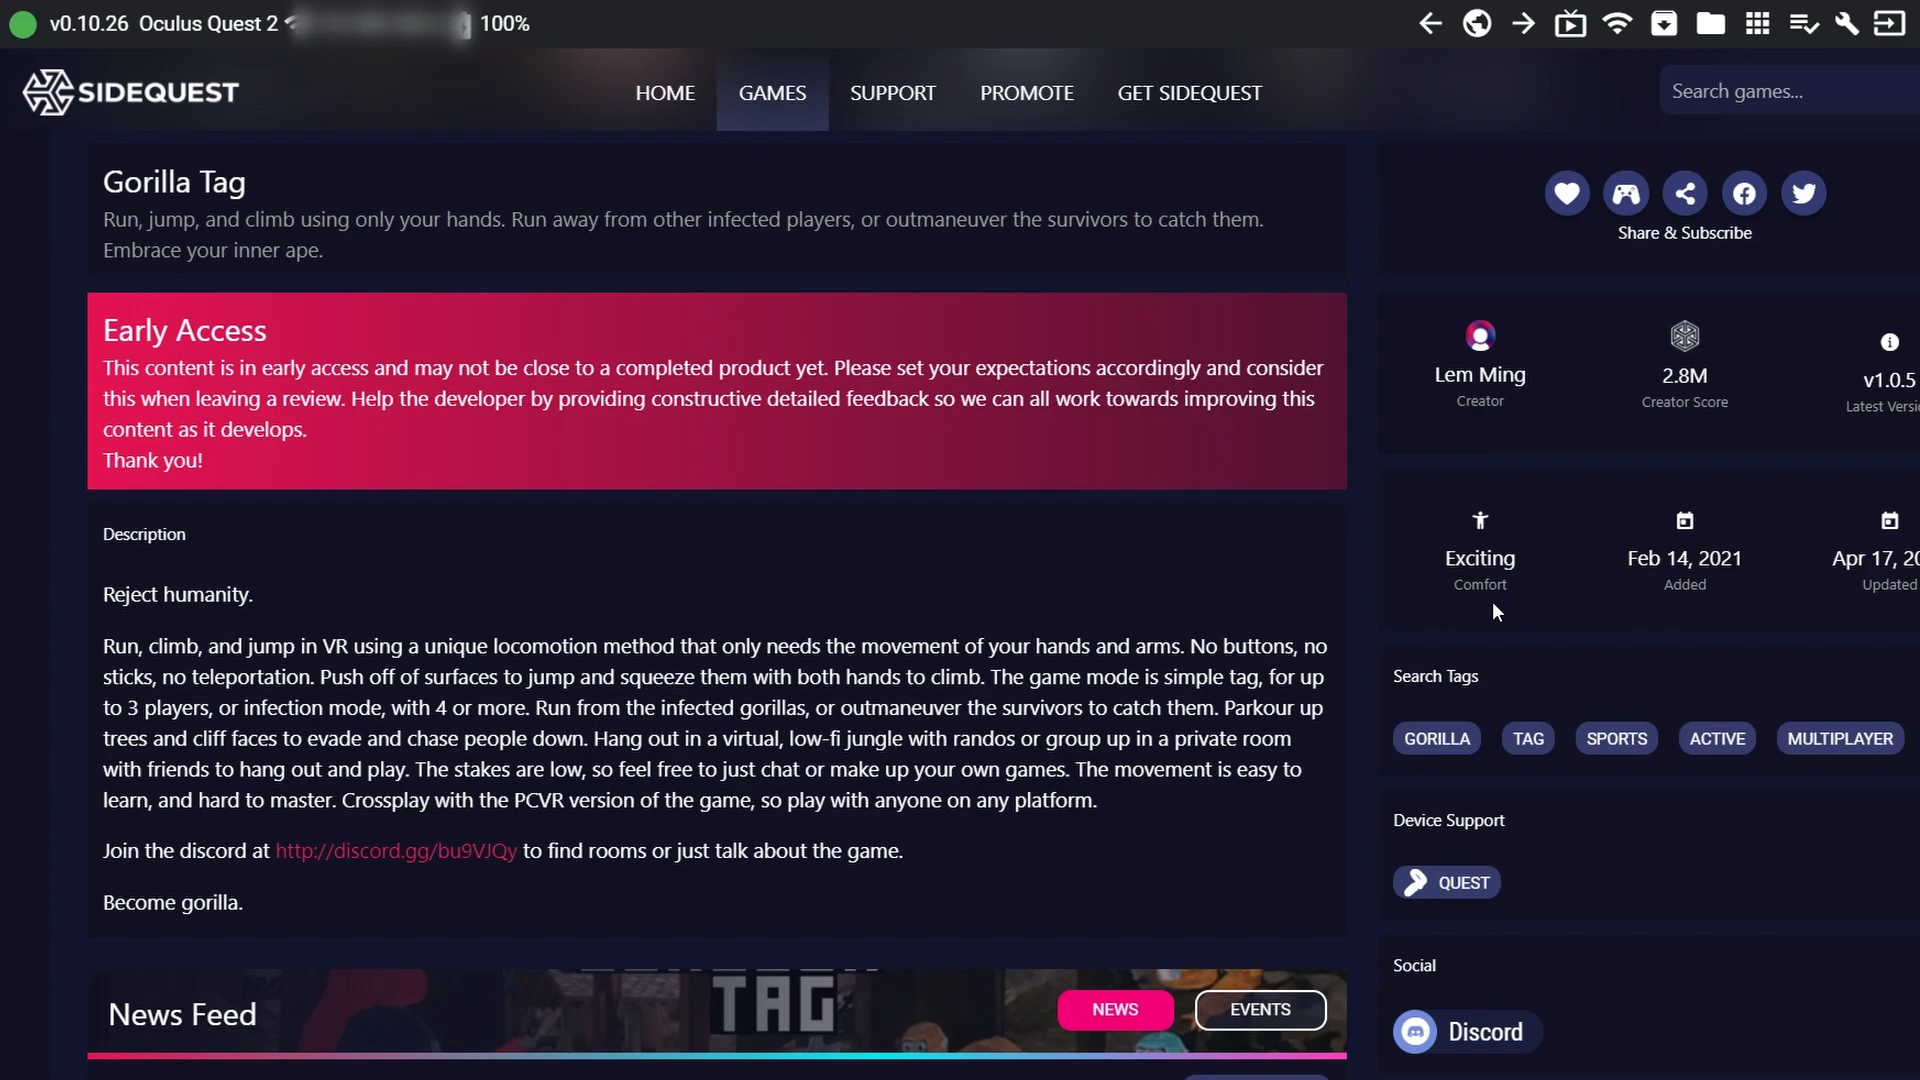 v0.10.26 Oculus Quest 2
100%
SIDEQUEST
HOME
GAMES
SUPPORT
PROMOTE
GET SIDEQUEST
Search games...
Gorilla Tag
Run, jump, and climb using only your hands. Run away from other infected players, or outmaneuver the survivors to catch them.
Embrace your inner ape.
Early Access
This content is in early access and may not be close to a completed product yet. Please set your expectations accordingly and consider
this when leaving a review. Help the developer by providing constructive detailed feedback so we can all work towards improving this
content as it develops.
Thank you!
Description
Reject humanity.
Run, climb, and jump in VR using a unique locomotion method that only needs the movement of your hands and arms. No buttons, no
sticks, no teleportation. Push off of surfaces to jump and squeeze them with both hands to climb. The game mode is simple tag, for up
to 3 players, or infection mode, with 4 or more. Run from the infected gorillas, or outmaneuver the survivors to catch them. Parkour up
trees and cliff faces to evade and chase people down. Hang out in a virtual, low-fi jungle with randos or group up in a private room
with friends to hang out and play. The stakes are low, so feel free to just chat or make up your own games. The movement is easy to
learn, and hard to master. Crossplay with the PCVR version of the game, so play with anyone on any platform.
Join the discord at http://discord.gg/bu9VJQy to find rooms or just talk about the game.
Become gorilla.
News Feed
TAG
NEWS
EVENTS
Share & Subscribe
Lem Ming
Creator
2.8M
Creator Score
v1.0.5
Latest Versi
Exciting
Comfort
Feb 14, 2021
Added
Apr 17, 20
Updated
Search Tags
GORILLA
TAG
SPORTS
ACTIVE
MULTIPLAYER
Device Support
QUEST
Social
Discord